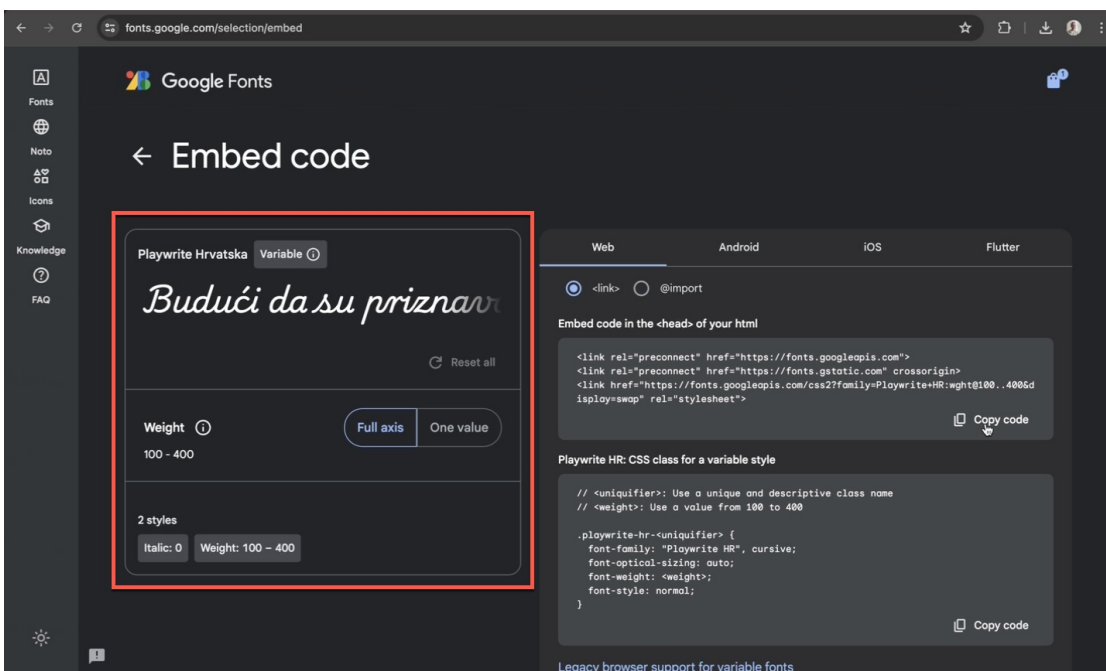 fonts.google.com/selection/embed
Fonts
Noto
Icons
Knowledge
FAQ
Google Fonts
1
Embed code
Playwrite Hrvatska Variable
Budući da su priznav
Reset all
Weight
Full axis One value
100 - 400
2 styles
Italic: 0 Weight: 100 – 400
Web Android iOS Flutter
<link> @import
Embed code in the <head> of your html
<link rel="preconnect" href="https://fonts.googleapis.com">
<link rel="preconnect" href="https://fonts.gstatic.com" crossorigin>
<link href="https://fonts.googleapis.com/css2?family=Playwrite+HR:wght@100..400&d
isplay=swap" rel="stylesheet">
Copy code
Playwrite HR: CSS class for a variable style
// <uniquifier>: Use a unique and descriptive class name
// <weight>: Use a value from 100 to 400
.playwrite-hr-<uniquifier> {
font-family: "Playwrite HR", cursive;
font-optical-sizing: auto;
font-weight: <weight>;
font-style: normal;
}
Copy code
Legacy browser support for variable fonts